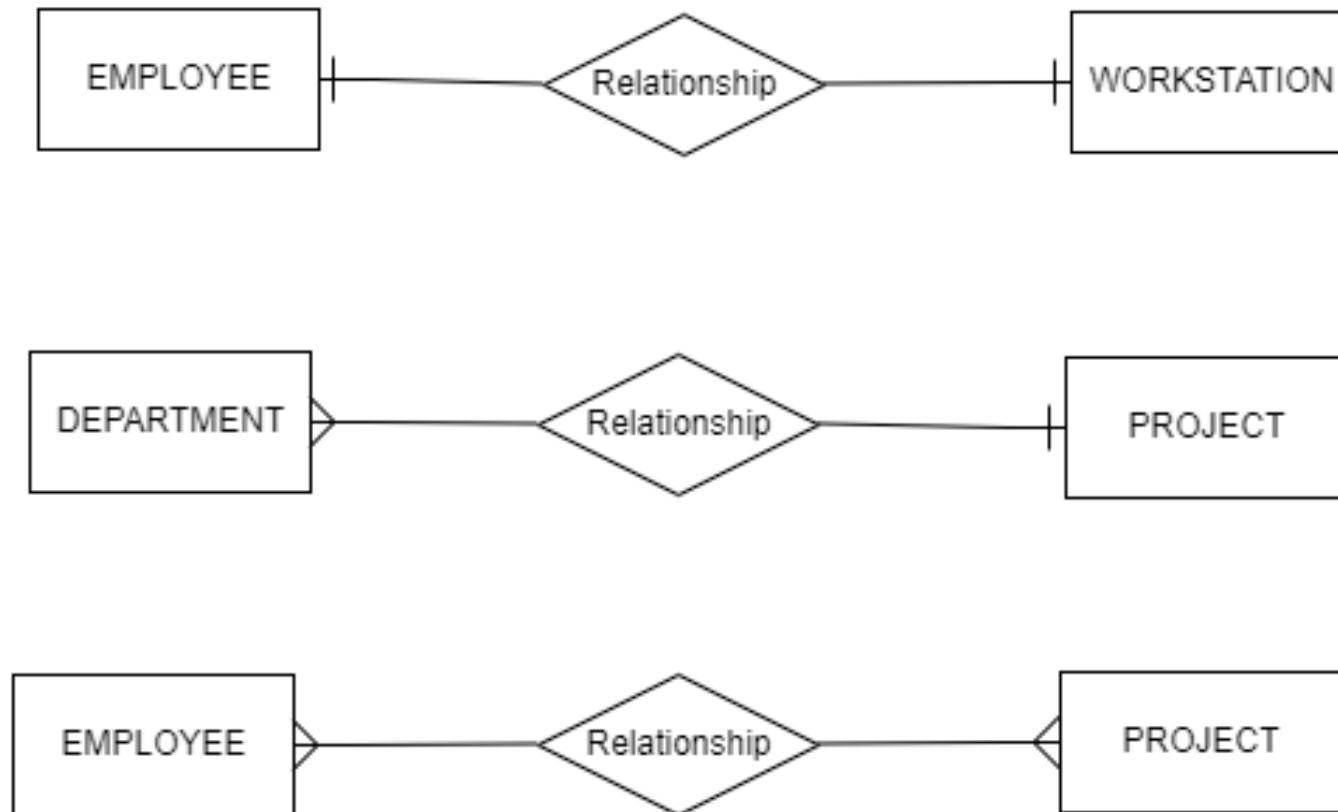 EMPLOYEE
Relationship
WORKSTATION
DEPARTMENT
Relationship
PROJECT
EMPLOYEE
Relationship
PROJECT